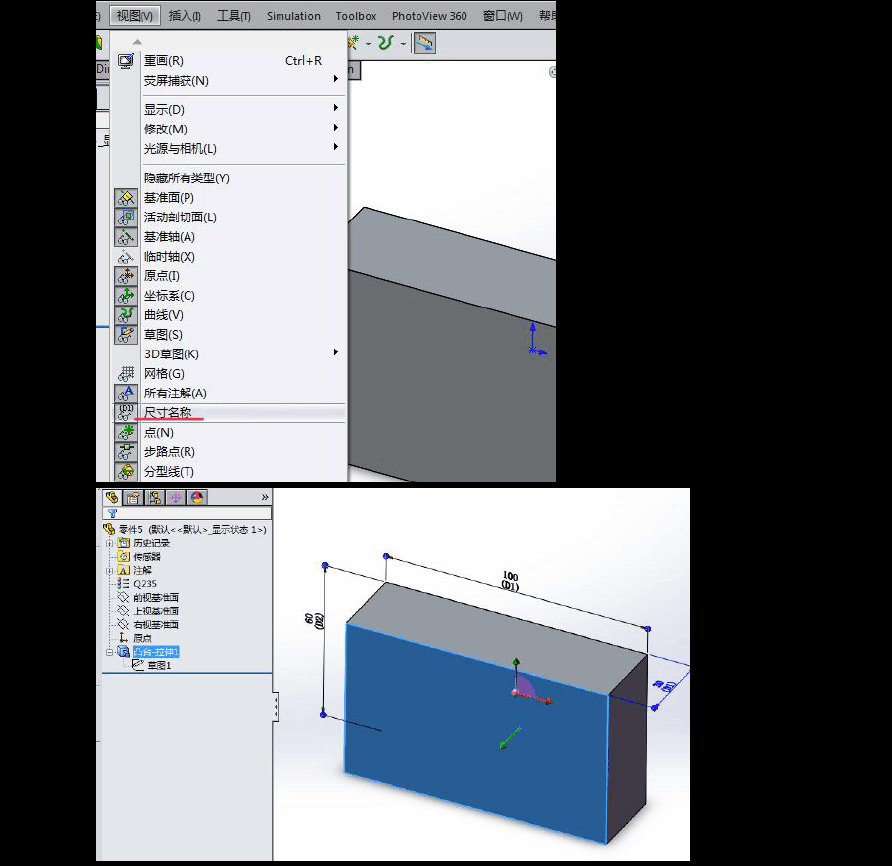 视图(V) 插入(I) 工具(T) Simulation Toolbox PhotoView 360 窗口(W) 帮
重画(R) Ctrl+R
荧屏捕获(N)
显示(D)
修改(M)
光源与相机(L)
隐藏所有类型(Y)
基准面(P)
活动剖切面(L)
基准轴(A)
临时轴(X)
原点(I)
坐标系(C)
曲线(V)
草图(S)
3D草图(K)
网格(G)
所有注解(A)
尺寸名称
点(N)
步路点(R)
分型线(T)
零件5 (默认<<默认>_显示状态 1>)
历史记录
传感器
注解
Q235
前视基准面
上视基准面
右视基准面
原点
凸台-拉伸1
草图1
100
(D1)
60
(D2)